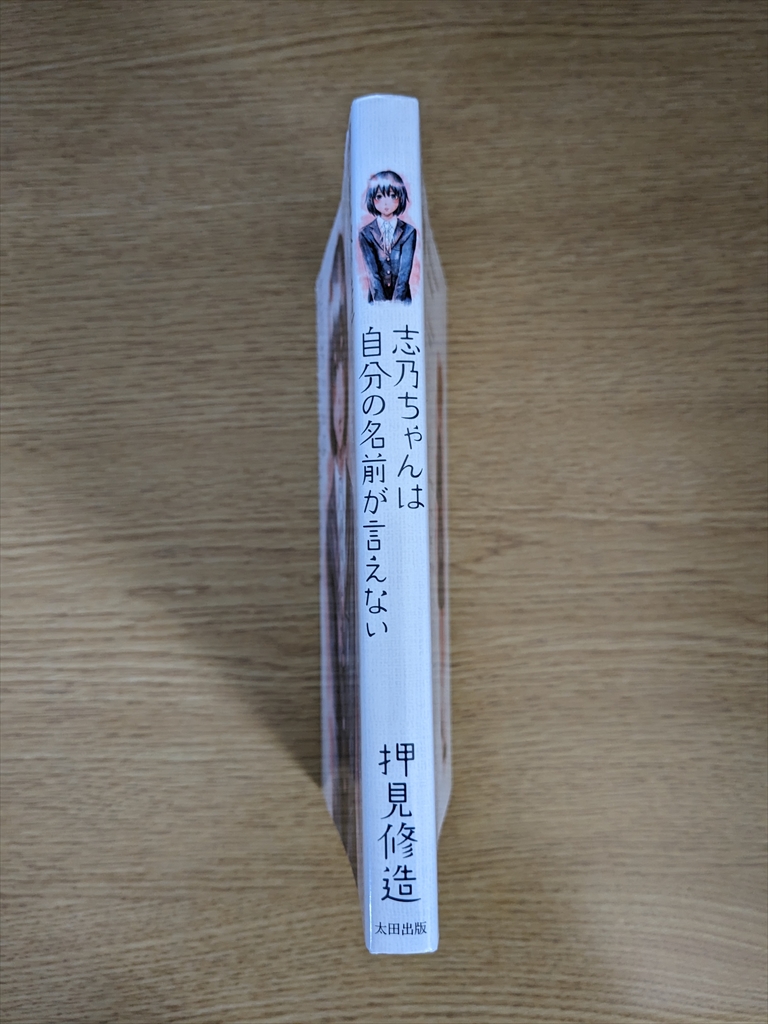 志乃ちゃんは
自分の名前が言えない
押見修造
太田出版